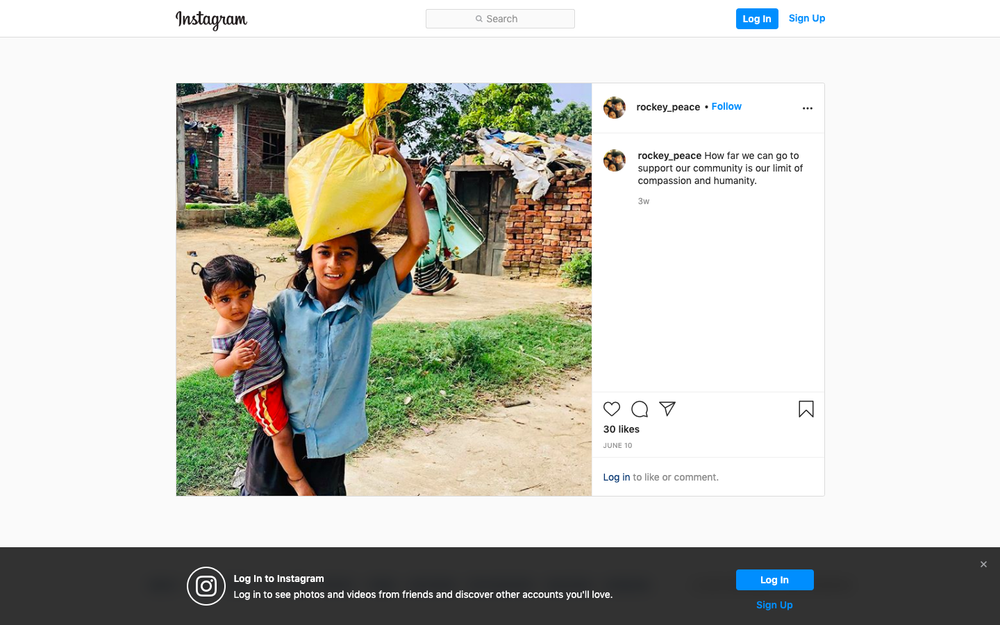 Instagram
Search
Log In
Sign Up
rockey_peace • Follow
rockey_peace How far we can go to
support our community is our limit of
compassion and humanity.
3w
30 likes
JUNE 10
Log in to like or comment.
Log In to Instagram
Log in to see photos and videos from friends and discover other accounts you'll love.
Log In
Sign Up